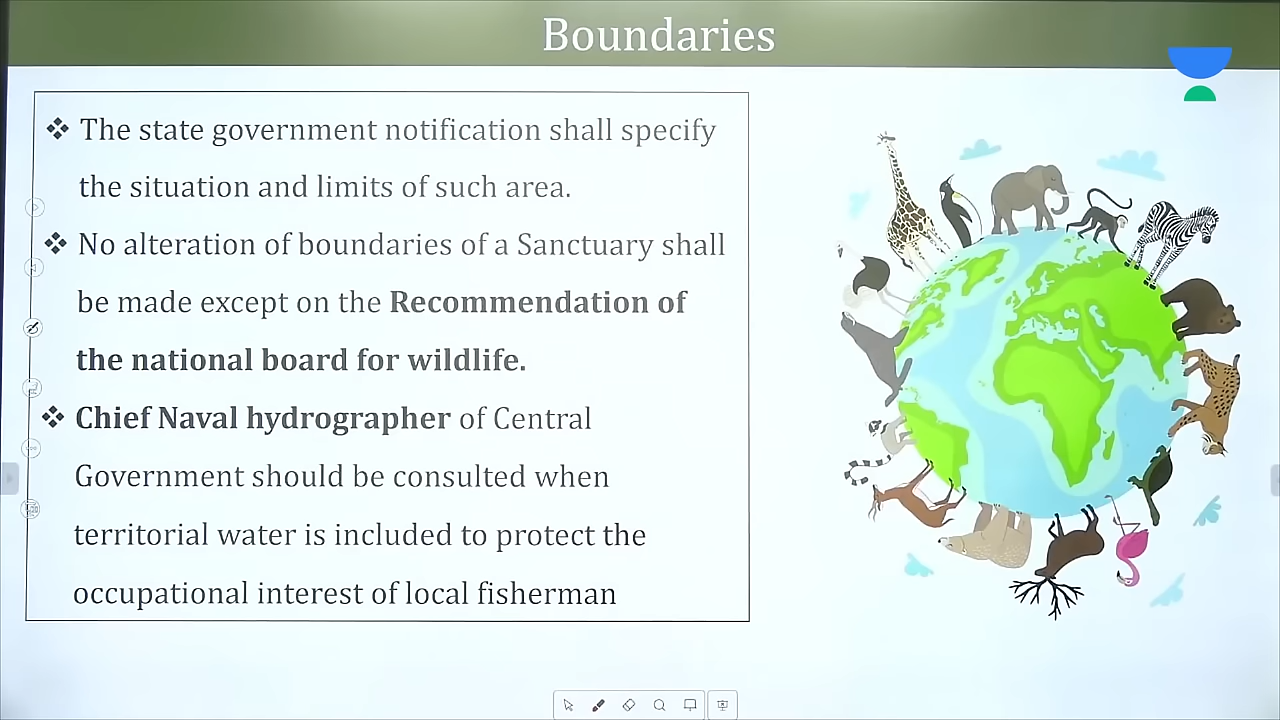 Boundaries
❖ The state government notification shall specify
the situation and limits of such area.
❖ No alteration of boundaries of a Sanctuary shall
be made except on the Recommendation of
the national board for wildlife.
❖ Chief Naval hydrographer of Central
Government should be consulted when
territorial water is included to protect the
occupational interest of local fisherman